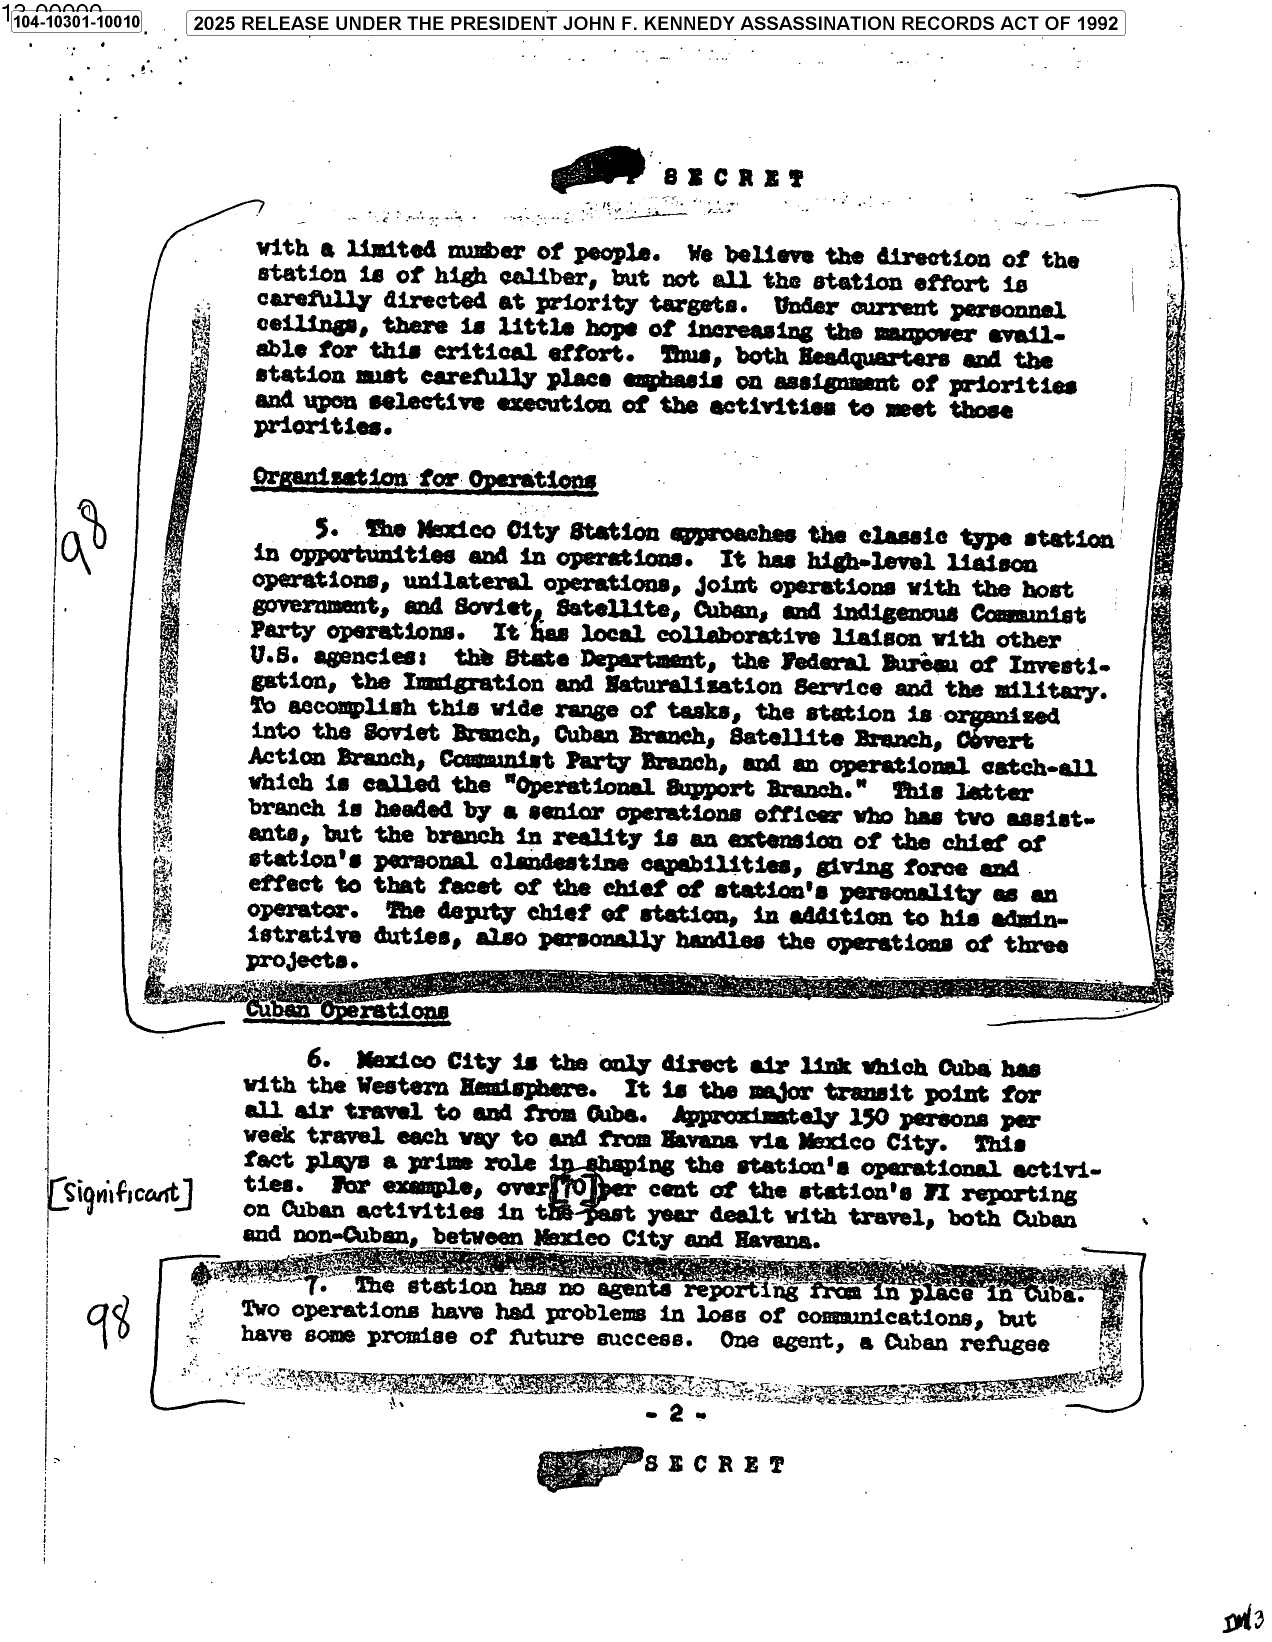 104-10301-10010
2025 RELEASE UNDER THE PRESIDENT JOHN F. KENNEDY ASSASSINATION RECORDS ACT OF 1992
SECRET
with a limited number of people. We believe the direction of the
station is of high caliber, but not all the station effort is
carefully directed at priority targets. Under current personnel
ceilings, there is little hope of increasing the manpower avail-
able for this critical effort. Thus, both Headquarters and the
station must carefully place emphasis on assignment of priorities
and upon selective execution of the activities to meet those
priorities.
Organization for Operations
98
5. The Mexico City Station approaches the classic type station
in opportunities and in operations. It has high-level liaison
operations, unilateral operations, joint operations with the host
government, and Soviet, Satellite, Cuban, and indigenous Communist
Party operations. It has local collaborative liaison with other
U.S. agencies: the State Department, the Federal Bureau of Investi-
gation, the Immigration and Naturalization Service and the military.
To accomplish this wide range of tasks, the station is organized
into the Soviet Branch, Cuban Branch, Satellite Branch, Covert
Action Branch, Communist Party Branch, and an operational catch-all
which is called the "Operational Support Branch." This latter
branch is headed by a senior operations officer who has two assist-
ants, but the branch in reality is an extension of the chief of
station's personal clandestine capabilities, giving force and
effect to that facet of the chief of station's personality as an
operator. The deputy chief of station, in addition to his admin-
istrative duties, also personally handles the operations of three
projects.
Cuban Operations
6. Mexico City is the only direct air link which Cuba has
with the Western Hemisphere. It is the major transit point for
all air travel to and from Cuba. Approximately 150 persons per
week travel each way to and from Havana via Mexico City. This
fact plays a prime role in shaping the station's operational activi-
[Significant]
ties. For example, over [70] per cent of the station's FI reporting
on Cuban activities in the past year dealt with travel, both Cuban
and non-Cuban, between Mexico City and Havana.
98
7. The station has no agents reporting from in place in Cuba.
Two operations have had problems in loss of communications, but
have some promise of future success. One agent, a Cuban refugee
- 2 -
SECRET